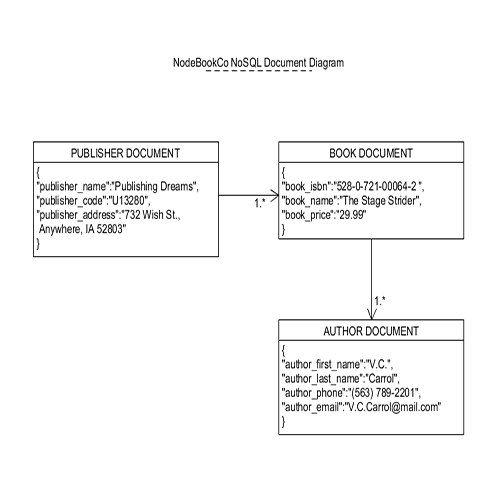 NodeBookCo NoSQL Document Diagram
PUBLISHER DOCUMENT
{
"publisher_name":"Publishing Dreams",
"publisher_code":"U13280",
"publisher_address":"732 Wish St.,
Anywhere, IA 52803"
}
1.*
BOOK DOCUMENT
{
"book_isbn":"528-0-721-00064-2 ",
"book_name":"The Stage Strider",
"book_price":"29.99"
}
1.*
AUTHOR DOCUMENT
{
"author_first_name":"V.C.",
"author_last_name":"Carrol",
"author_phone":"(563) 789-2201",
"author_email":"V.C.Carrol@mail.com"
}